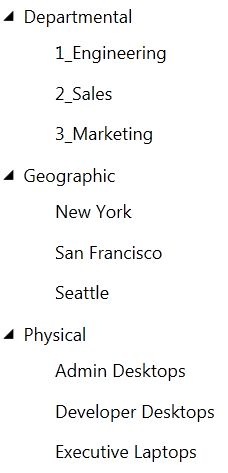 Departmental
1_Engineering
2_Sales
3_Marketing
Geographic
New York
San Francisco
Seattle
Physical
Admin Desktops
Developer Desktops
Executive Laptops